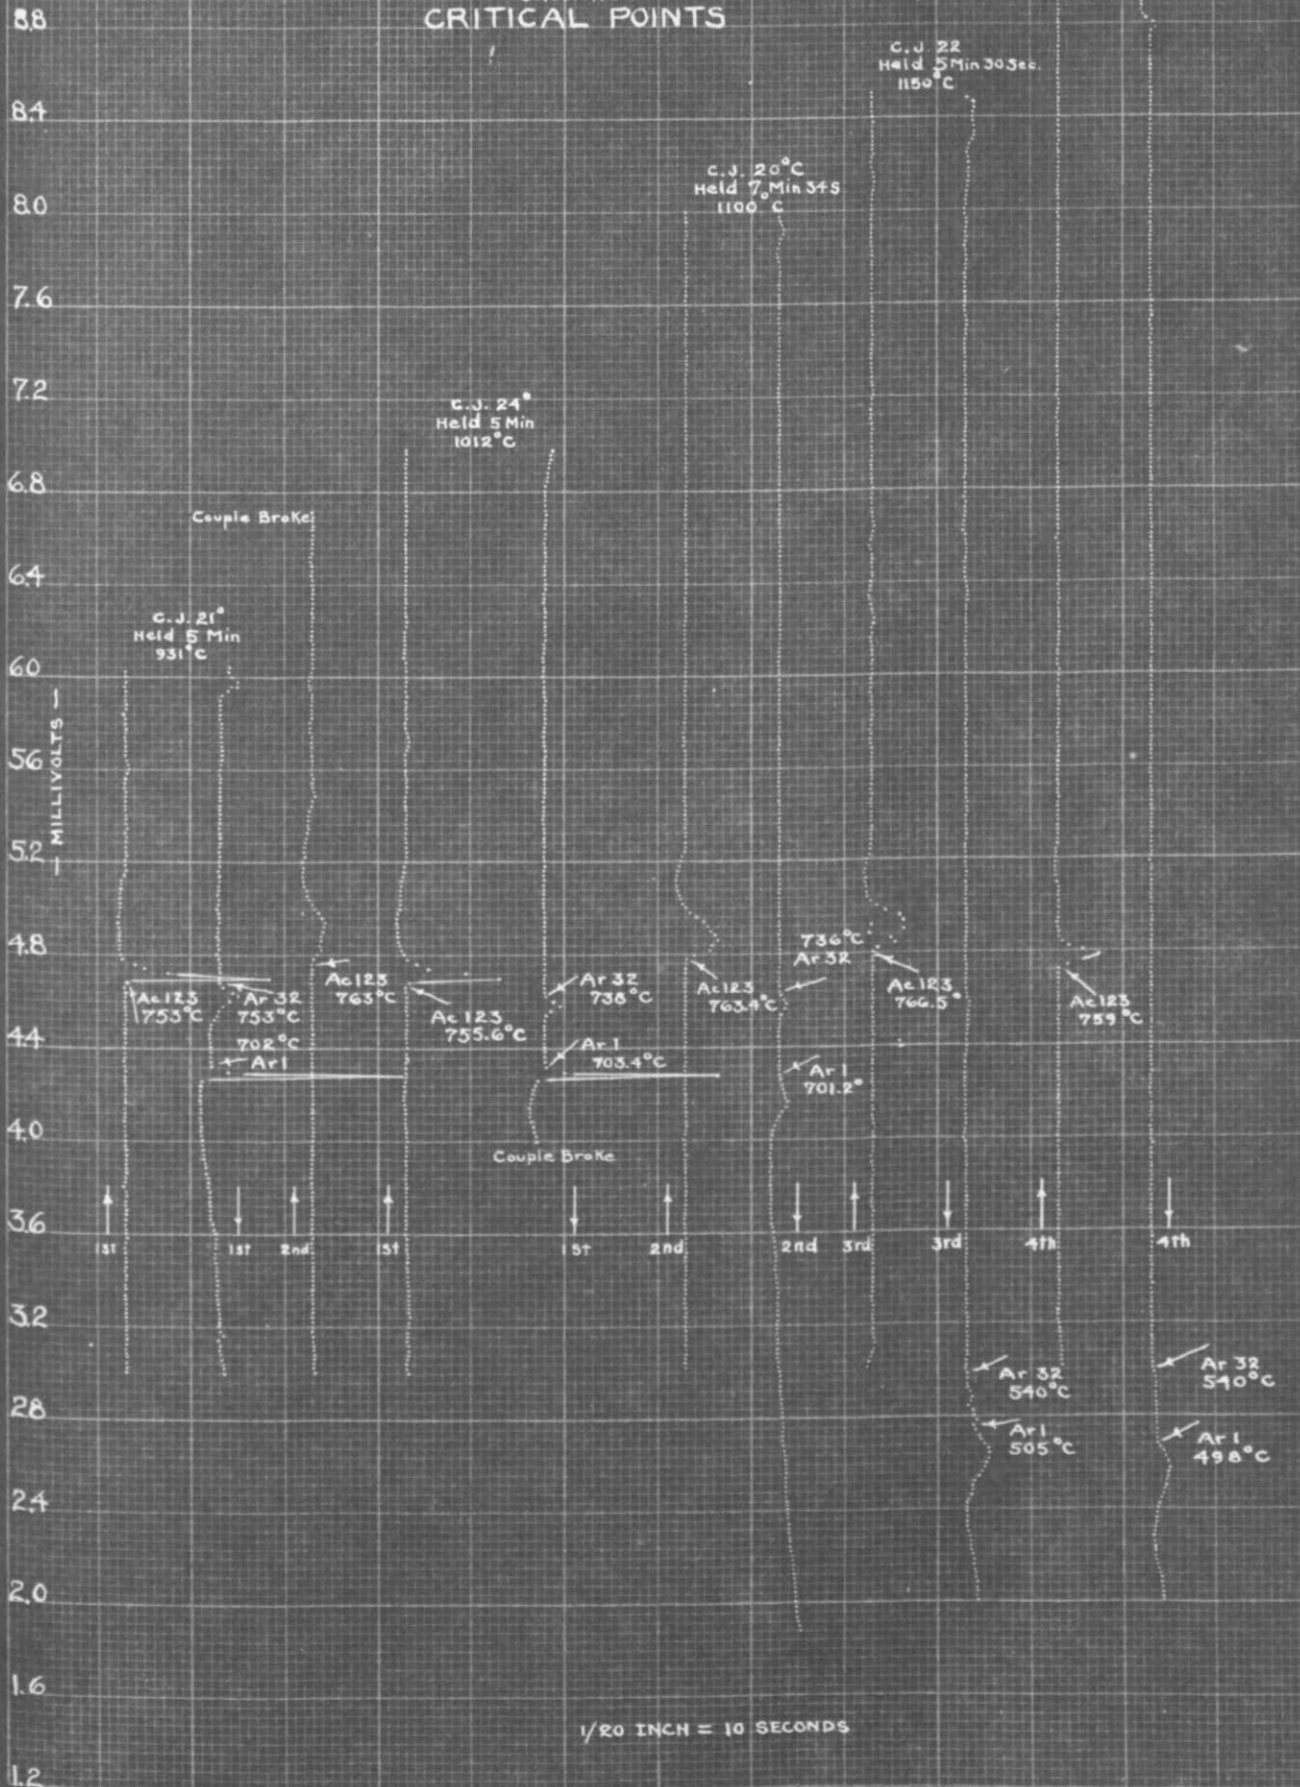 CRITICAL POINTS
8.8
8.4
8.0
7.6
7.2
6.8
6.4
6.0
5.6
5.2
4.8
4.4
4.0
3.6
3.2
2.8
2.4
2.0
1.6
1.2
— MILLIVOLTS —
C.J. 21°
Held 5 Min
931°C
Couple Broke
C.J. 24°
Held 5 Min
1012°C
C.J. 20°C
Held 7 Min 34S
1100°C
C.J. 22
Held 5 Min 30 Sec.
1150°C
Ac 123
753°C
Ar 32
753°C
702°C
Ar 1
Ac 123
763°C
Ac 123
755.6°C
Ar 32
738°C
Ar 1
703.4°C
Couple Broke
Ac 123
763.4°C
736°C
Ar 32
Ar 1
701.2°
Ac 123
766.5°
Ac 123
759°C
1st
1st
2nd
1st
1st
2nd
2nd
3rd
3rd
4th
4th
Ar 32
540°C
Ar 1
505°C
Ar 32
540°C
Ar 1
498°C
1/20 INCH = 10 SECONDS